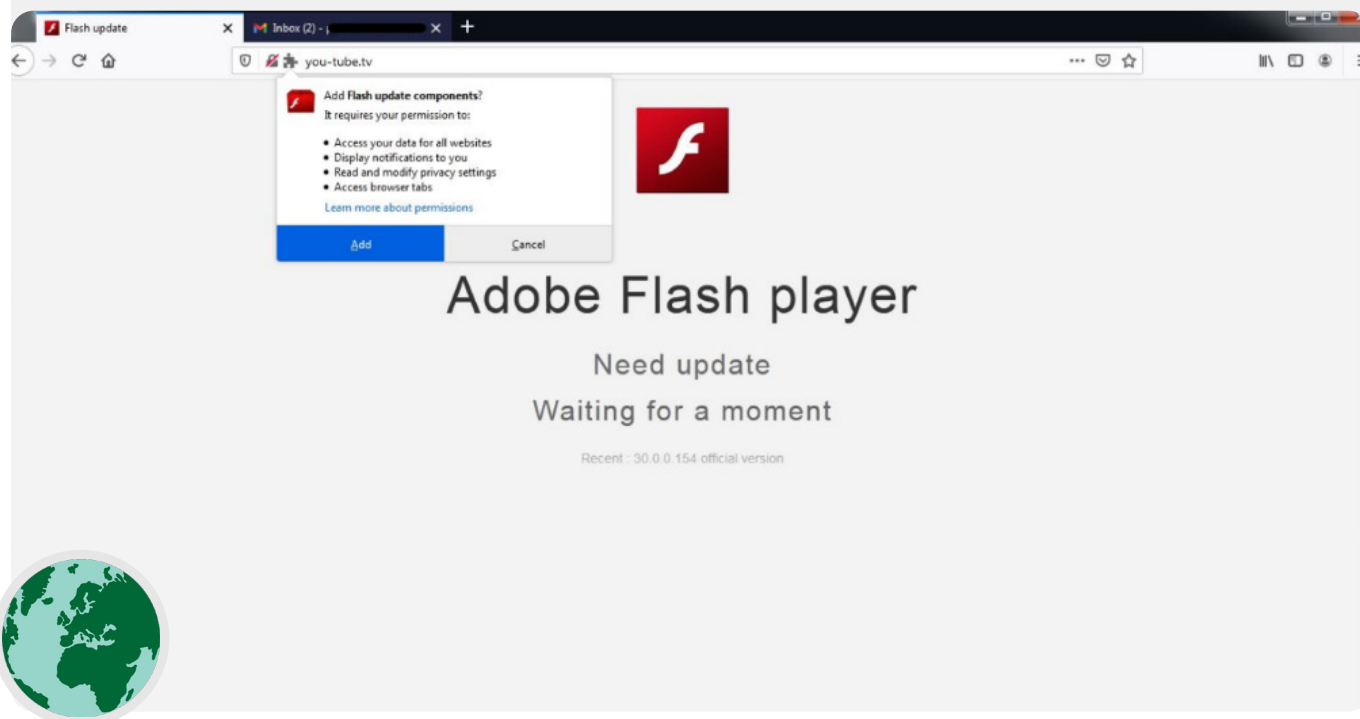 Flash update
Inbox (2) -
you-tube.tv
Add Flash update components?
It requires your permission to:
• Access your data for all websites
• Display notifications to you
• Read and modify privacy settings
• Access browser tabs
Learn more about permissions
Add Cancel
Adobe Flash player
Need update
Waiting for a moment
Recent : 30.0.0.154 official version